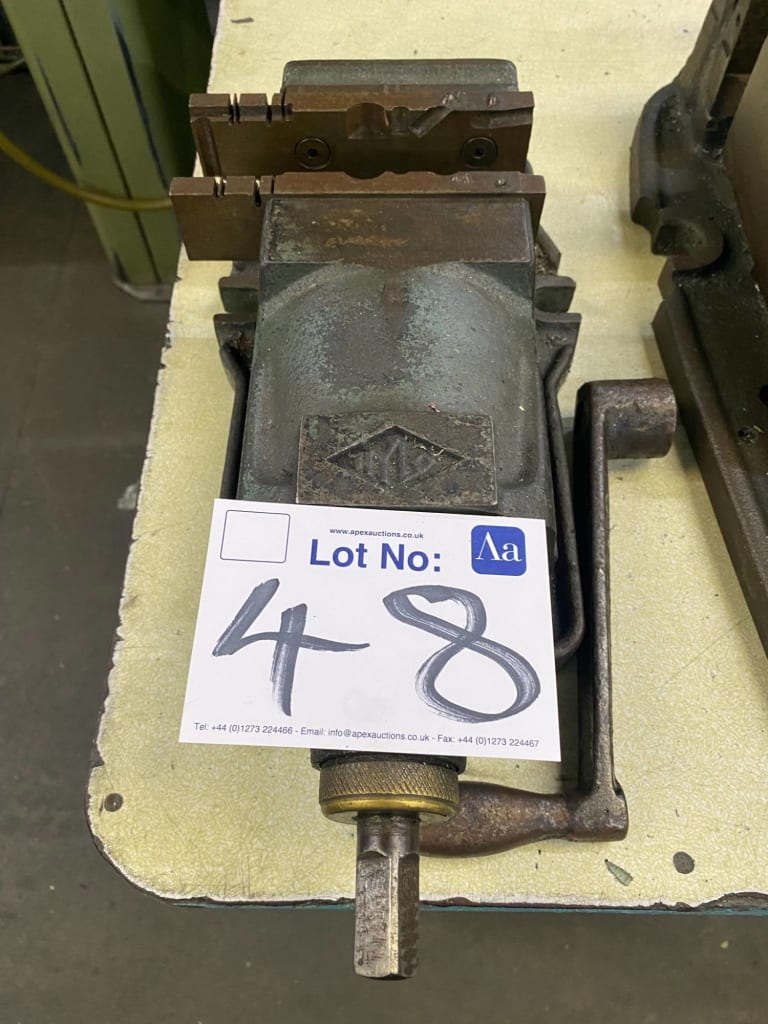 www.apexauctions.co.uk
Lot No:
Aa
48
Tel: +44 (0)1273 224466 - Email: info@apexauctions.co.uk - Fax: +44 (0)1273 224467